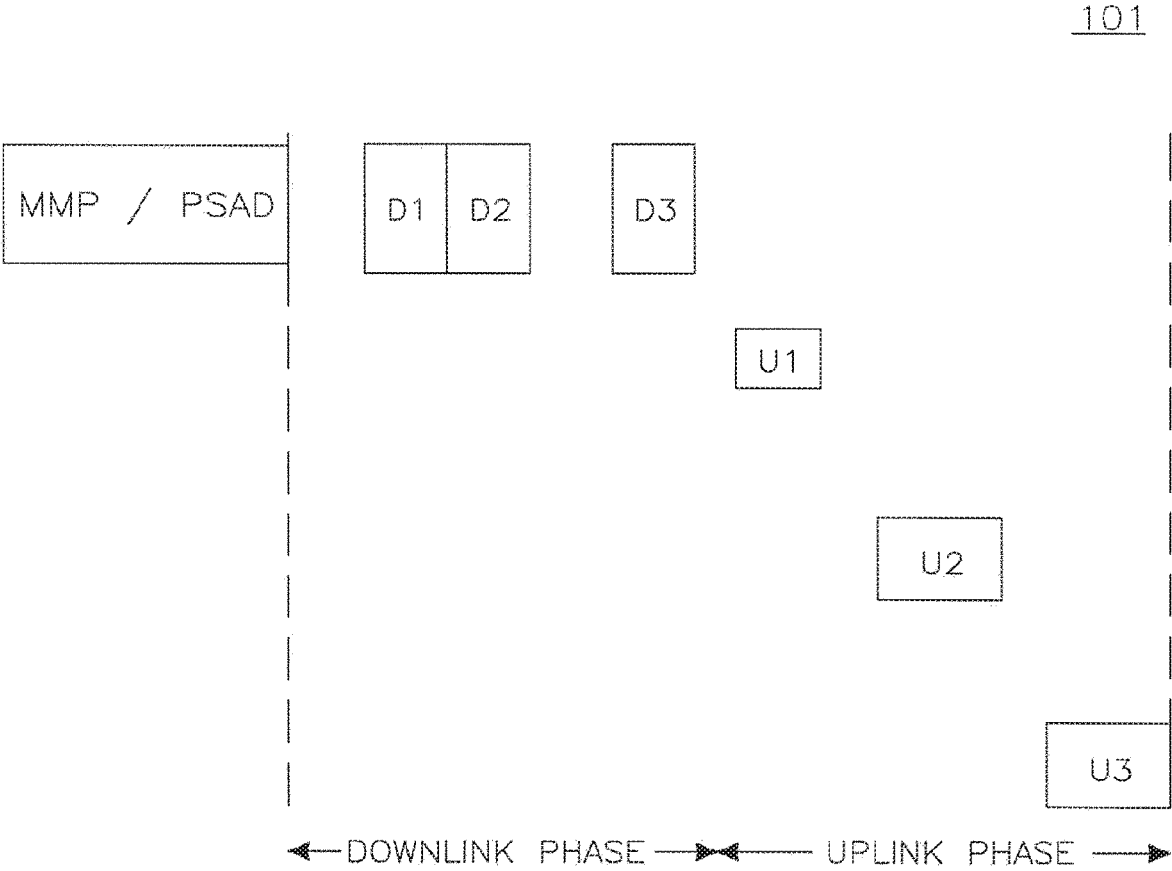 101
MMP / PSAD
D1
D2
D3
U1
U2
U3
DOWNLINK PHASE
UPLINK PHASE